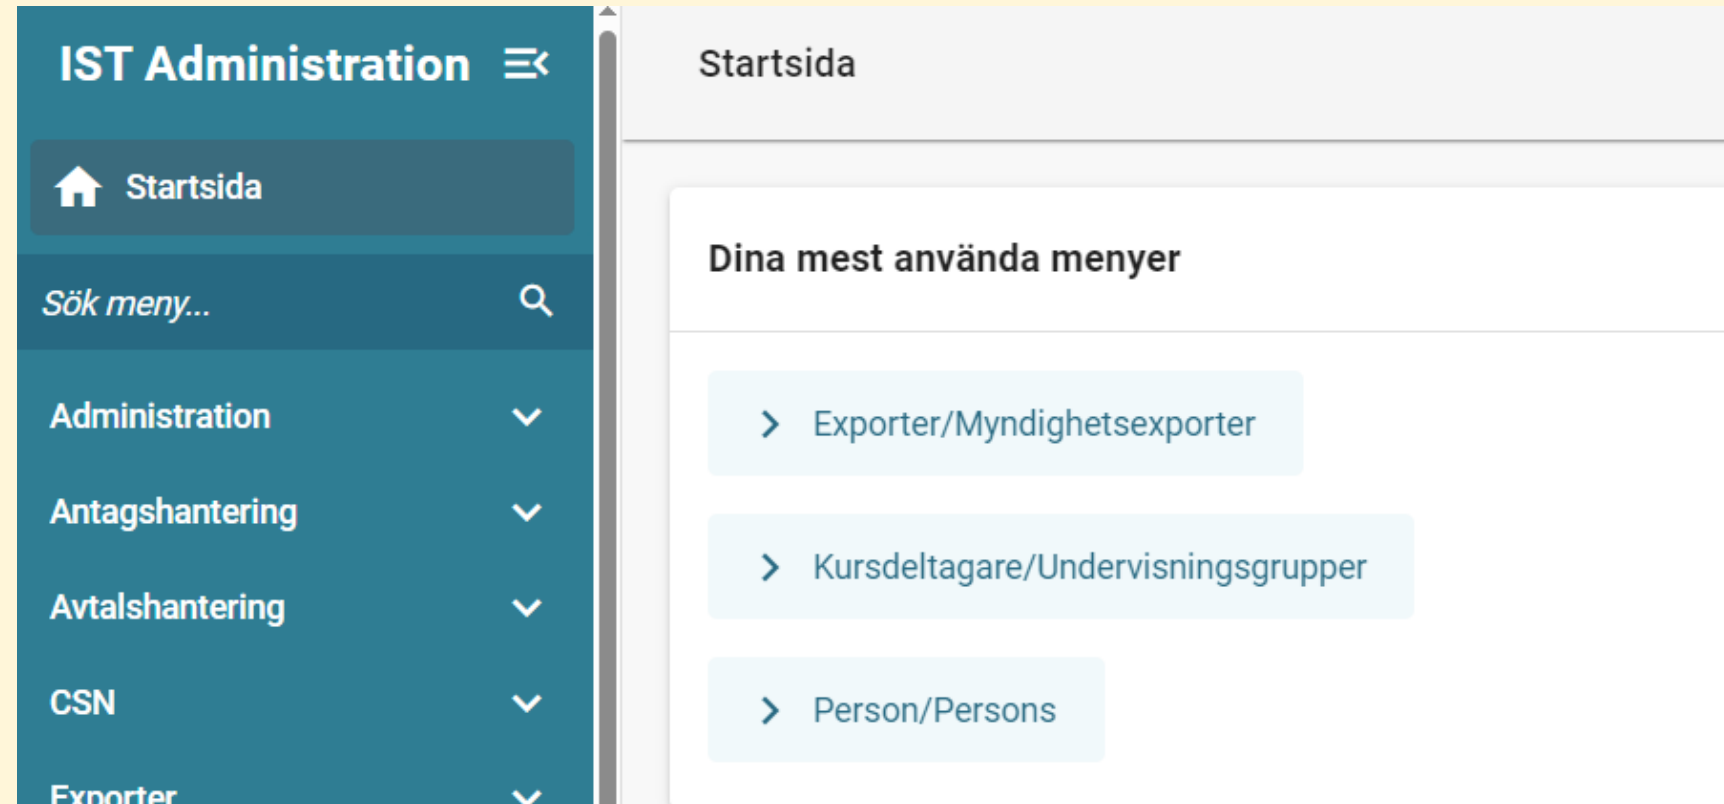 IST Administration
Startsida
Sök meny...
Administration
Antagshantering
Avtalshantering
CSN
Exporter
Startsida
Dina mest använda menyer
Exporter/Myndighetsexporter
Kursdeltagare/Undervisningsgrupper
Person/Persons